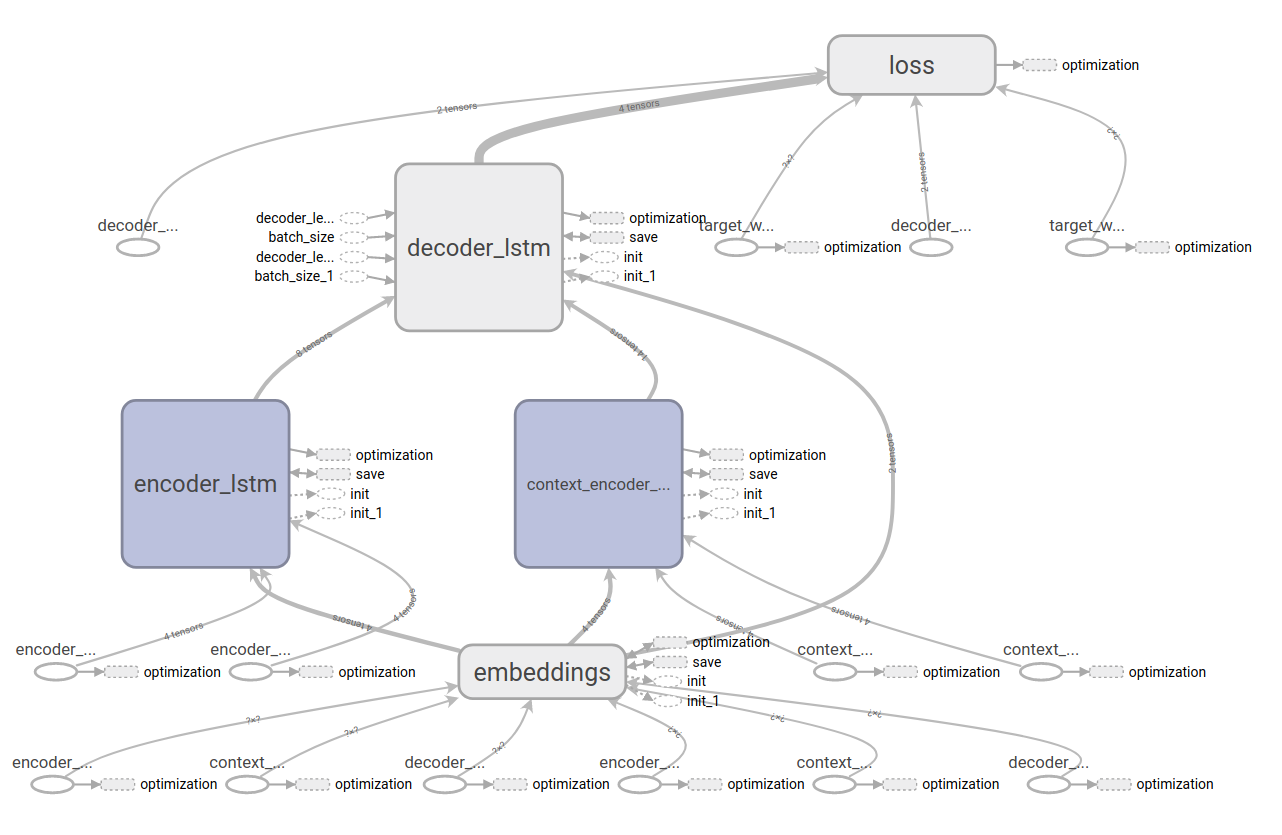 loss
optimization
2 tensors
4 tensors
?×?
2 tensors
?×?
decoder_...
decoder_le...
batch_size
decoder_le...
batch_size_1
decoder_lstm
optimization
save
init
init_1
target_w...
optimization
decoder_...
target_w...
optimization
8 tensors
14 tensors
2 tensors
encoder_lstm
optimization
save
init
init_1
context_encoder_...
optimization
save
init
init_1
4 tensors
4 tensors
4 tensors
4 tensors
4 tensors
4 tensors
encoder_...
optimization
encoder_...
optimization
embeddings
optimization
save
init
init_1
context_...
optimization
context_...
optimization
?×?
?×?
?×?
?×?
?×?
?×?
encoder_...
optimization
context_...
optimization
decoder_...
optimization
encoder_...
optimization
context_...
optimization
decoder_...
optimization